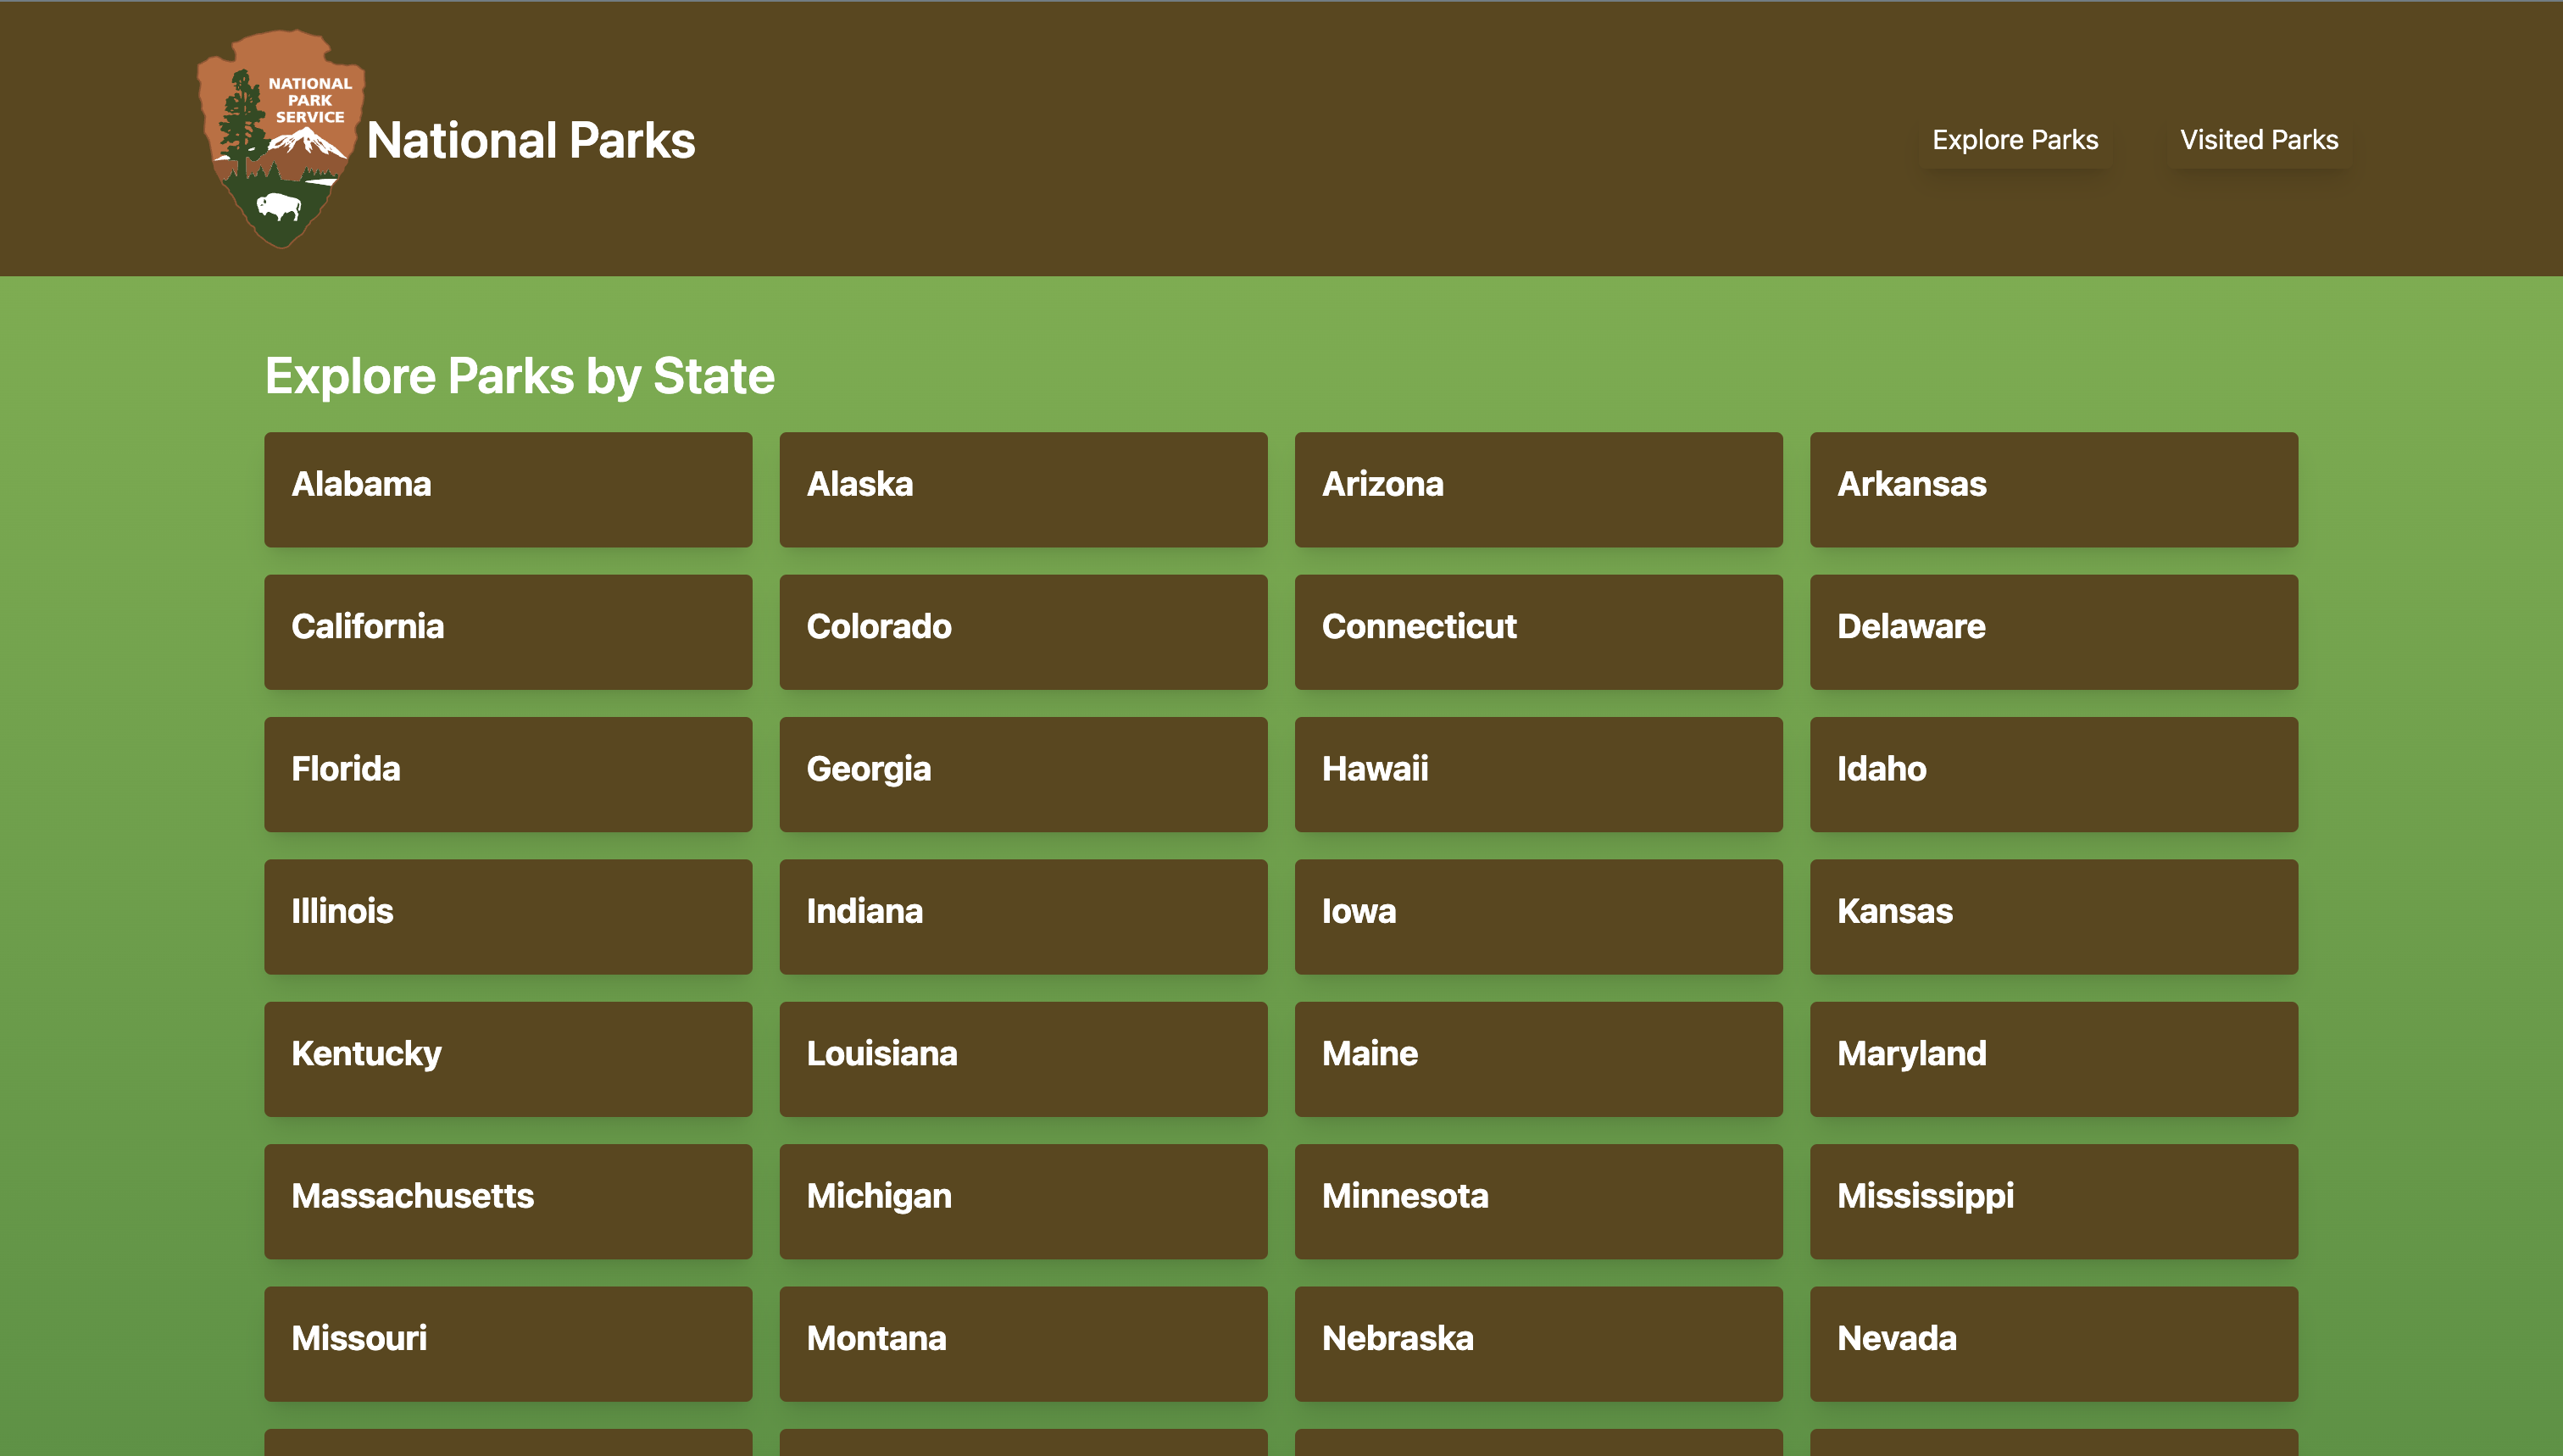 NATIONAL
PARK
SERVICE
National Parks
Explore Parks
Visited Parks
Explore Parks by State
Alabama
Alaska
Arizona
Arkansas
California
Colorado
Connecticut
Delaware
Florida
Georgia
Hawaii
Idaho
Illinois
Indiana
Iowa
Kansas
Kentucky
Louisiana
Maine
Maryland
Massachusetts
Michigan
Minnesota
Mississippi
Missouri
Montana
Nebraska
Nevada